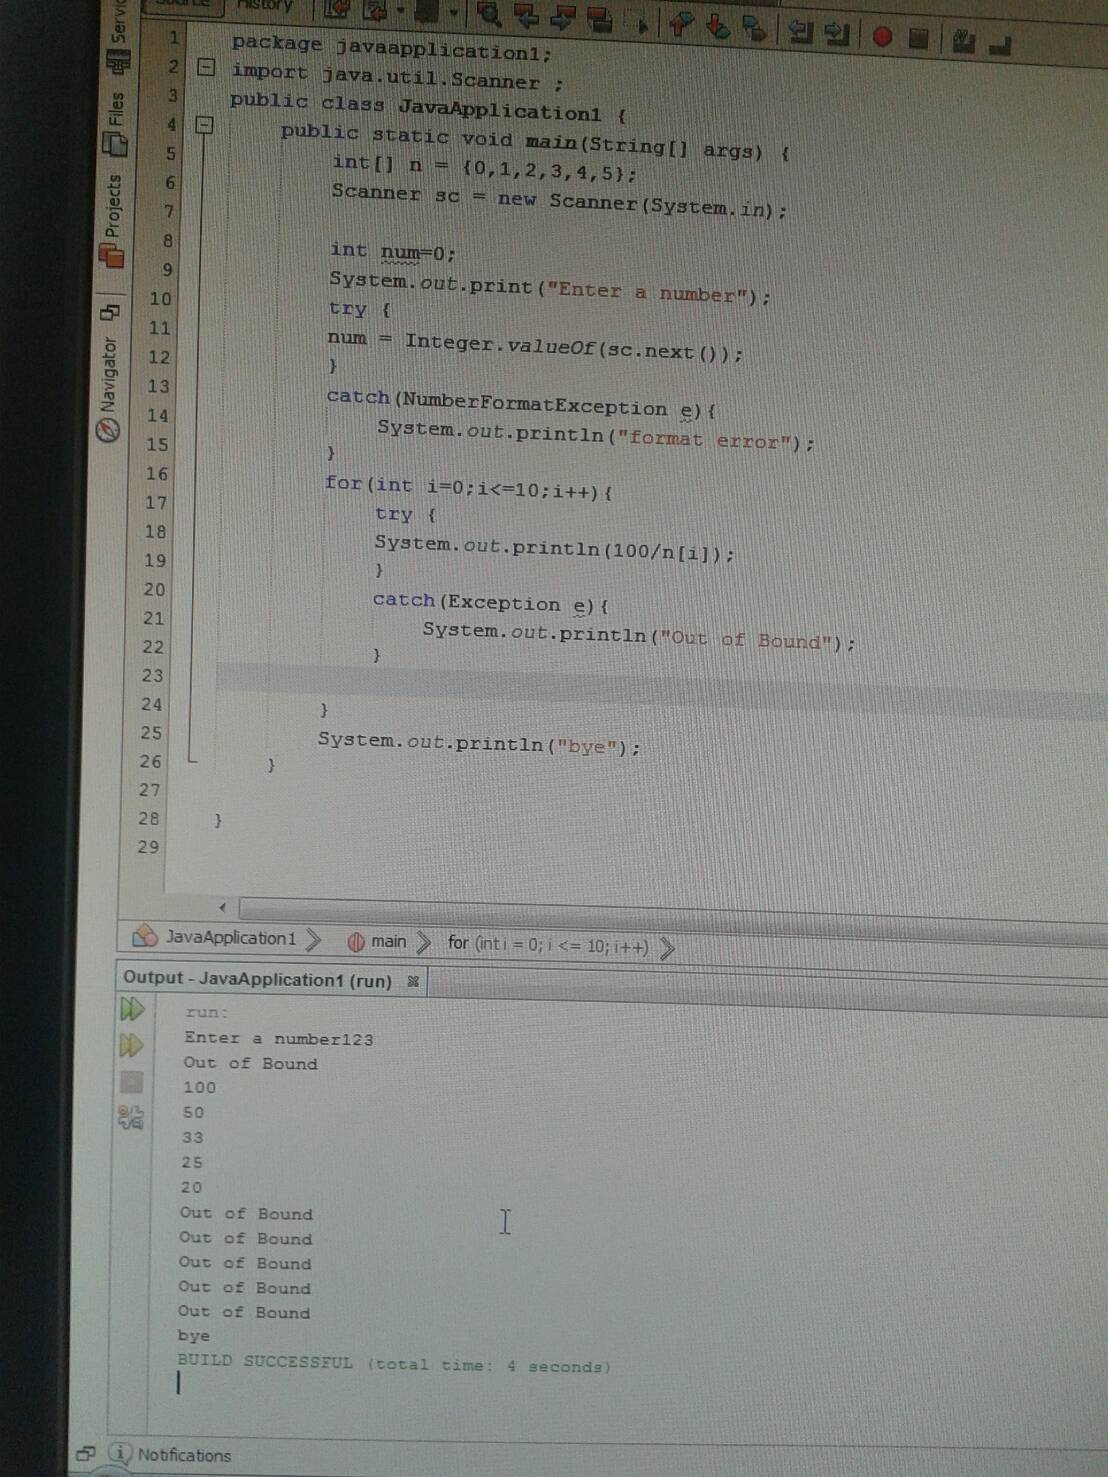 Source History
Services
Files
Projects
Navigator
1 package javaapplication1;
2 import java.util.Scanner ;
3 public class JavaApplication1 {
4 public static void main(String[] args) {
5 int[] n = {0,1,2,3,4,5};
6 Scanner sc = new Scanner(System.in);
7
8 int num=0;
9 System.out.print("Enter a number");
10 try {
11 num = Integer.valueOf(sc.next());
12 }
13 catch(NumberFormatException e){
14 System.out.println("format error");
15 }
16 for(int i=0;i<=10;i++){
17 try {
18 System.out.println(100/n[i]);
19 }
20 catch(Exception e){
21 System.out.println("Out of Bound");
22 }
23
24 }
25 System.out.println("bye");
26 }
27
28 }
29
JavaApplication1 main for (int i = 0; i <= 10; i++)
Output - JavaApplication1 (run)
run:
Enter a number123
Out of Bound
100
50
33
25
20
Out of Bound
Out of Bound
Out of Bound
Out of Bound
Out of Bound
bye
BUILD SUCCESSFUL (total time: 4 seconds)
Notifications